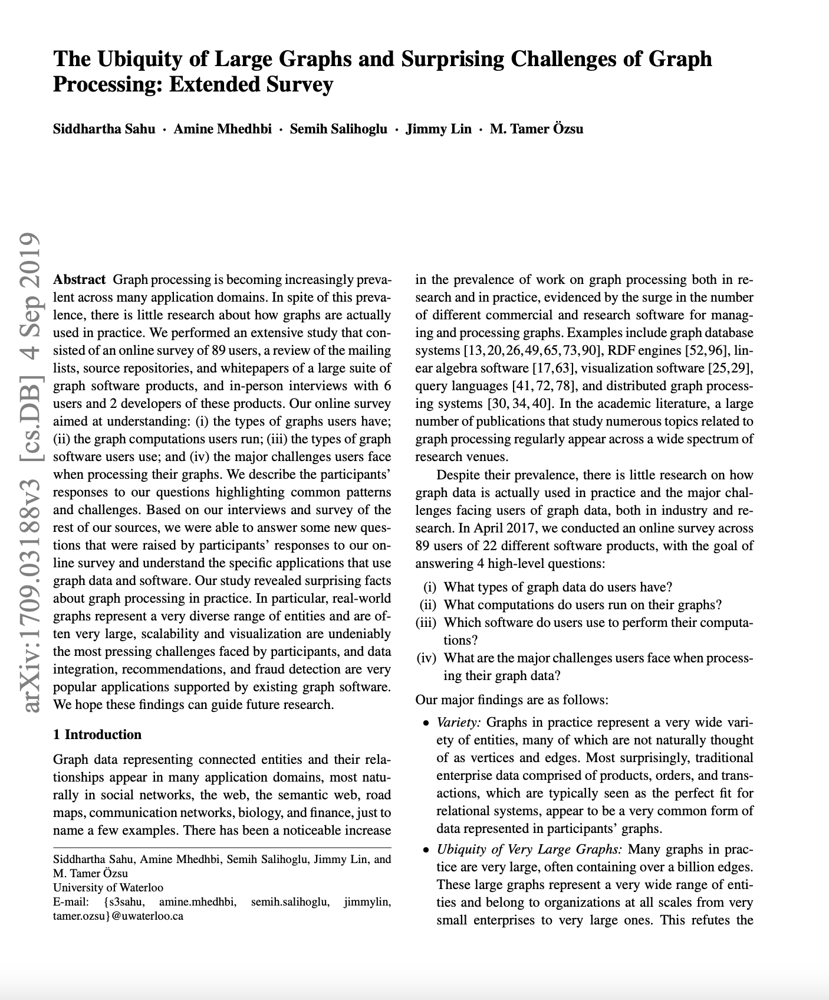 The Ubiquity of Large Graphs and Surprising Challenges of Graph
Processing: Extended Survey
Siddhartha Sahu · Amine Mhedhbi · Semih Salihoglu · Jimmy Lin · M. Tamer Özsu
arXiv:1709.03188v3 [cs.DB] 4 Sep 2019
Abstract Graph processing is becoming increasingly preva-
lent across many application domains. In spite of this preva-
lence, there is little research about how graphs are actually
used in practice. We performed an extensive study that con-
sisted of an online survey of 89 users, a review of the mailing
lists, source repositories, and whitepapers of a large suite of
graph software products, and in-person interviews with 6
users and 2 developers of these products. Our online survey
aimed at understanding: (i) the types of graphs users have;
(ii) the graph computations users run; (iii) the types of graph
software users use; and (iv) the major challenges users face
when processing their graphs. We describe the participants’
responses to our questions highlighting common patterns
and challenges. Based on our interviews and survey of the
rest of our sources, we were able to answer some new ques-
tions that were raised by participants’ responses to our on-
line survey and understand the specific applications that use
graph data and software. Our study revealed surprising facts
about graph processing in practice. In particular, real-world
graphs represent a very diverse range of entities and are of-
ten very large, scalability and visualization are undeniably
the most pressing challenges faced by participants, and data
integration, recommendations, and fraud detection are very
popular applications supported by existing graph software.
We hope these findings can guide future research.
1 Introduction
Graph data representing connected entities and their rela-
tionships appear in many application domains, most natu-
rally in social networks, the web, the semantic web, road
maps, communication networks, biology, and finance, just to
name a few examples. There has been a noticeable increase
Siddhartha Sahu, Amine Mhedhbi, Semih Salihoglu, Jimmy Lin, and
M. Tamer Özsu
University of Waterloo
E-mail: {s3sahu, amine.mhedhbi, semih.salihoglu, jimmylin,
tamer.ozsu}@uwaterloo.ca
in the prevalence of work on graph processing both in re-
search and in practice, evidenced by the surge in the number
of different commercial and research software for manag-
ing and processing graphs. Examples include graph database
systems [13,20,26,49,65,73,90], RDF engines [52,96], lin-
ear algebra software [17,63], visualization software [25,29],
query languages [41,72,78], and distributed graph process-
ing systems [30,34,40]. In the academic literature, a large
number of publications that study numerous topics related to
graph processing regularly appear across a wide spectrum of
research venues.
Despite their prevalence, there is little research on how
graph data is actually used in practice and the major chal-
lenges facing users of graph data, both in industry and re-
search. In April 2017, we conducted an online survey across
89 users of 22 different software products, with the goal of
answering 4 high-level questions:
(i) What types of graph data do users have?
(ii) What computations do users run on their graphs?
(iii) Which software do users use to perform their computa-
tions?
(iv) What are the major challenges users face when process-
ing their graph data?
Our major findings are as follows:
• Variety: Graphs in practice represent a very wide vari-
ety of entities, many of which are not naturally thought
of as vertices and edges. Most surprisingly, traditional
enterprise data comprised of products, orders, and trans-
actions, which are typically seen as the perfect fit for
relational systems, appear to be a very common form of
data represented in participants’ graphs.
• Ubiquity of Very Large Graphs: Many graphs in prac-
tice are very large, often containing over a billion edges.
These large graphs represent a very wide range of enti-
ties and belong to organizations at all scales from very
small enterprises to very large ones. This refutes the